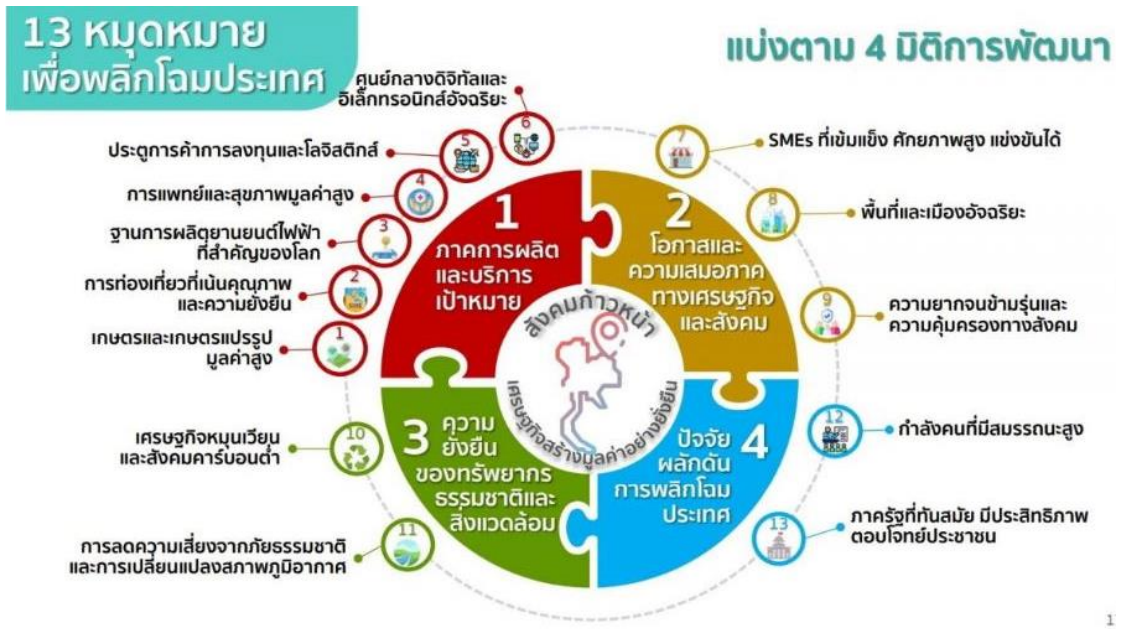 13 หมุดหมาย
เพื่อพลิกโฉมประเทศ
แบ่งตาม 4 มิติการพัฒนา
1
ภาคการผลิต
และบริการ
เป้าหมาย
6
ศูนย์กลางดิจิทัลและ
อิเล็กทรอนิกส์อัจฉริยะ
5
ประตูการค้าการลงทุนและโลจิสติกส์
4
การแพทย์และสุขภาพมูลค่าสูง
3
ฐานการผลิตยานยนต์ไฟฟ้า
ที่สำคัญของโลก
2
การท่องเที่ยวที่เน้นคุณภาพ
และความยั่งยืน
1
เกษตรและเกษตรแปรรูป
มูลค่าสูง
2
โอกาสและ
ความเสมอภาค
ทางเศรษฐกิจ
และสังคม
7
SMEs ที่เข้มแข็ง ศักยภาพสูง แข่งขันได้
8
พื้นที่และเมืองอัจฉริยะ
9
ความยากจนข้ามรุ่นและ
ความคุ้มครองทางสังคม
สังคมก้าวหน้า
เศรษฐกิจสร้างมูลค่าอย่างยั่งยืน
3
ความ
ยั่งยืน
ของทรัพยากร
ธรรมชาติและ
สิ่งแวดล้อม
10
เศรษฐกิจหมุนเวียน
และสังคมคาร์บอนต่ำ
11
การลดความเสี่ยงจากภัยธรรมชาติ
และการเปลี่ยนแปลงสภาพภูมิอากาศ
4
ปัจจัย
ผลักดัน
การพลิกโฉม
ประเทศ
12
กำลังคนที่มีสมรรถนะสูง
13
ภาครัฐที่ทันสมัย มีประสิทธิภาพ
ตอบโจทย์ประชาชน
1